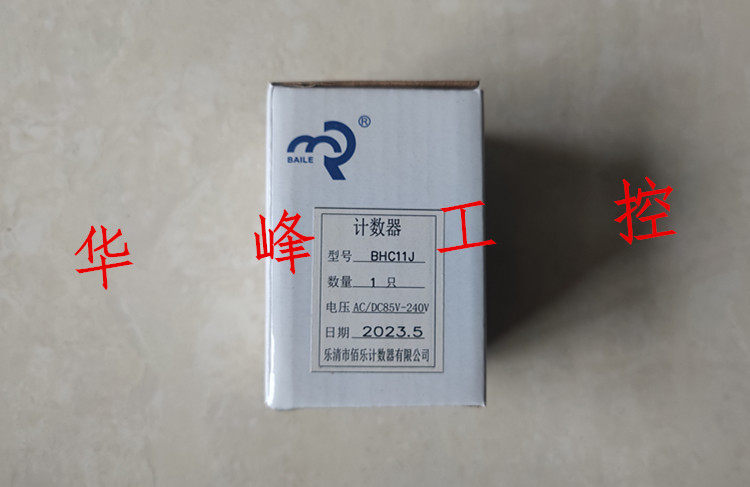 ®
BAILE
计数器
型号 BHC11J
数量 1 只
电压 AC/DC85V-240V
日期 2023.5
乐清市佰乐计数器有限公司
华峰工控